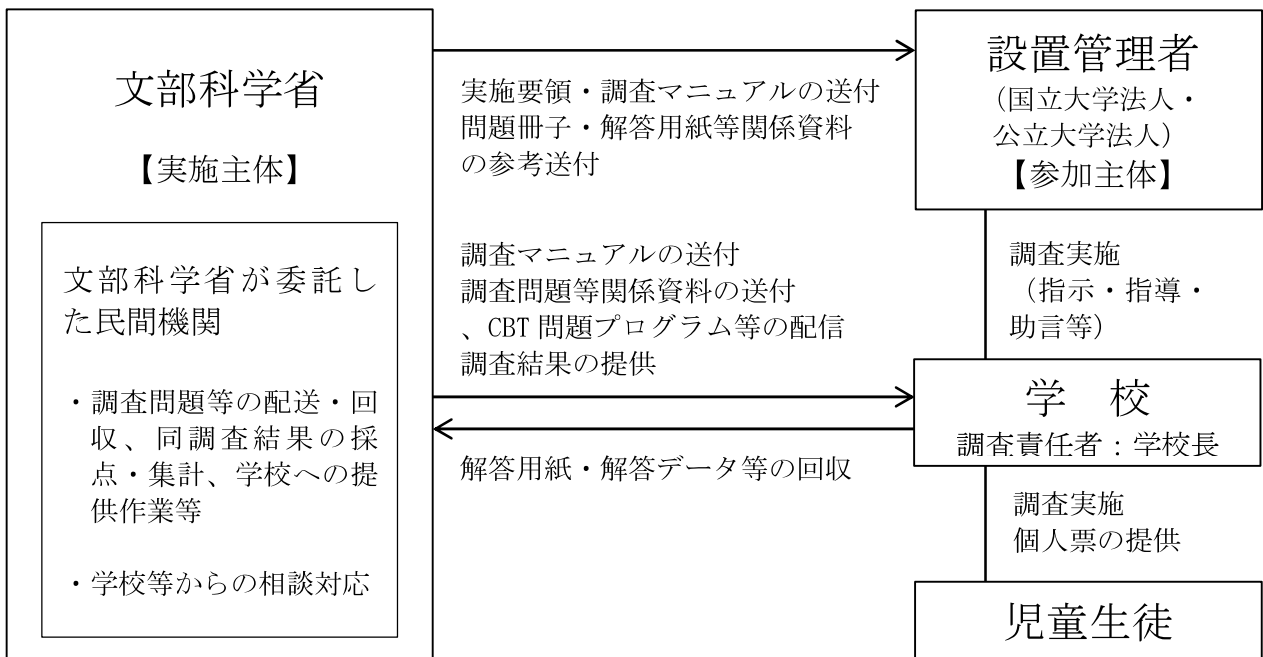 文部科学省
【実施主体】
文部科学省が委託し
た民間機関
・調査問題等の配送・回
収、同調査結果の採
点・集計、学校への提
供作業等
・学校等からの相談対応
実施要領・調査マニュアルの送付
問題冊子・解答用紙等関係資料
の参考送付
調査マニュアルの送付
調査問題等関係資料の送付
、CBT 問題プログラム等の配信
調査結果の提供
解答用紙・解答データ等の回収
設置管理者
（国立大学法人・
公立大学法人）
【参加主体】
調査実施
（指示・指導・
助言等）
学　校
調査責任者：学校長
調査実施
個人票の提供
児童生徒